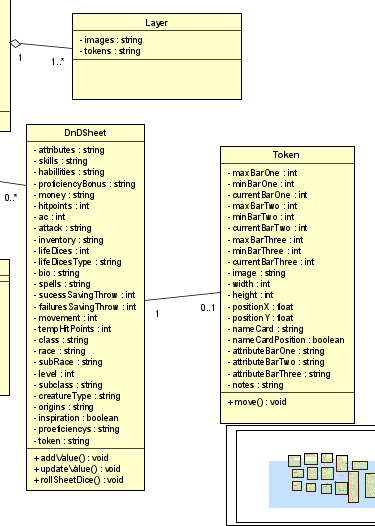 Layer
- images : string
- tokens : string
1
1..*
DnDSheet
- attributes : string
- skills : string
- habillities : string
- proficiencyBonus : string
- money : string
- hitpoints : int
- ac : int
- attack : string
- inventory : string
- lifeDices : int
- lifeDicesType : string
- bio : string
- spells : string
- sucessSavingThrow : int
- failuresSavingThrow : int
- movement : int
- tempHitPoints : int
- class : string
- race : string
- subRace : string
- level : int
- subclass : string
- creatureType : string
- origins : string
- inspiration : boolean
- proeficiencys : string
- token : string
+ addValue() : void
+ updateValue() : void
+ rollSheetDice() : void
0..*
1
0..1
Token
- maxBarOne : int
- minBarOne : int
- currentBarOne : int
- maxBarTwo : int
- minBarTwo : int
- currentBarTwo : int
- maxBarThree : int
- minBarThree : int
- currentBarThree : int
- image : string
- width : int
- height : int
- positionX : float
- positionY : float
- nameCard : string
- nameCardPosition : boolean
- attributeBarOne : string
- attributeBarTwo : string
- attributeBarThree : string
- notes : string
+ move() : void